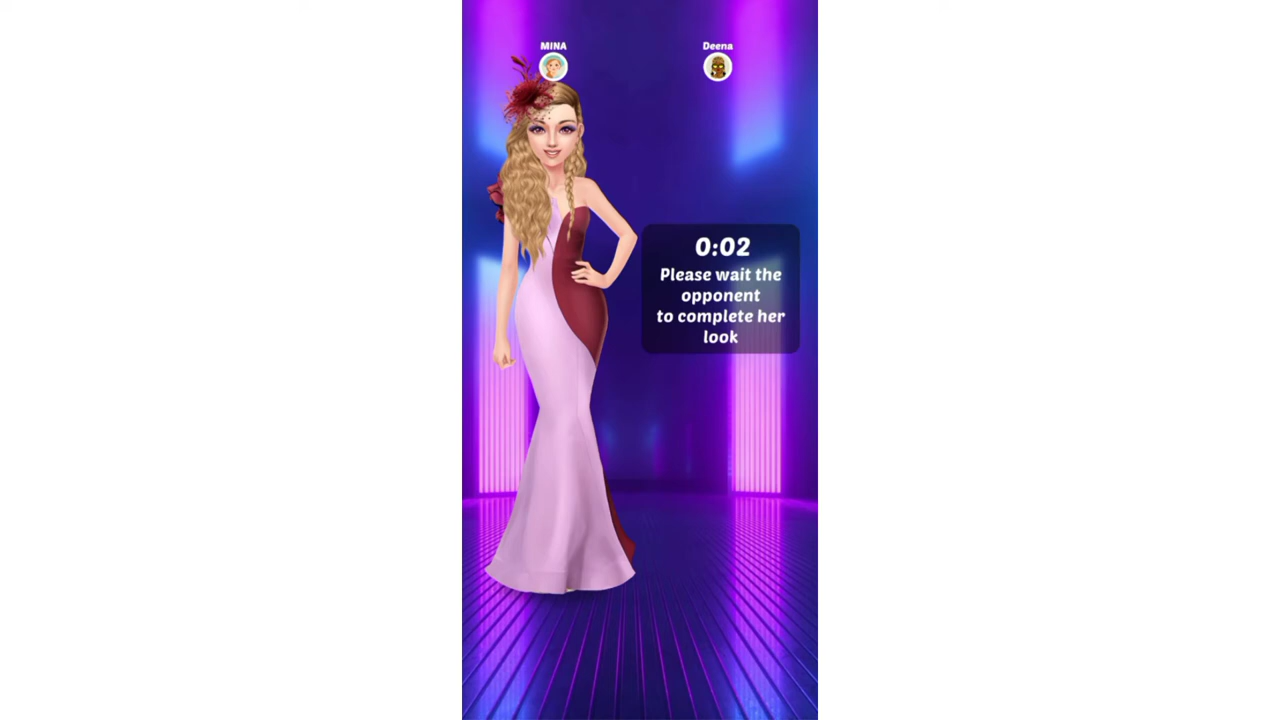 MINA
Deena
0:02
Please wait the
opponent
to complete her
look